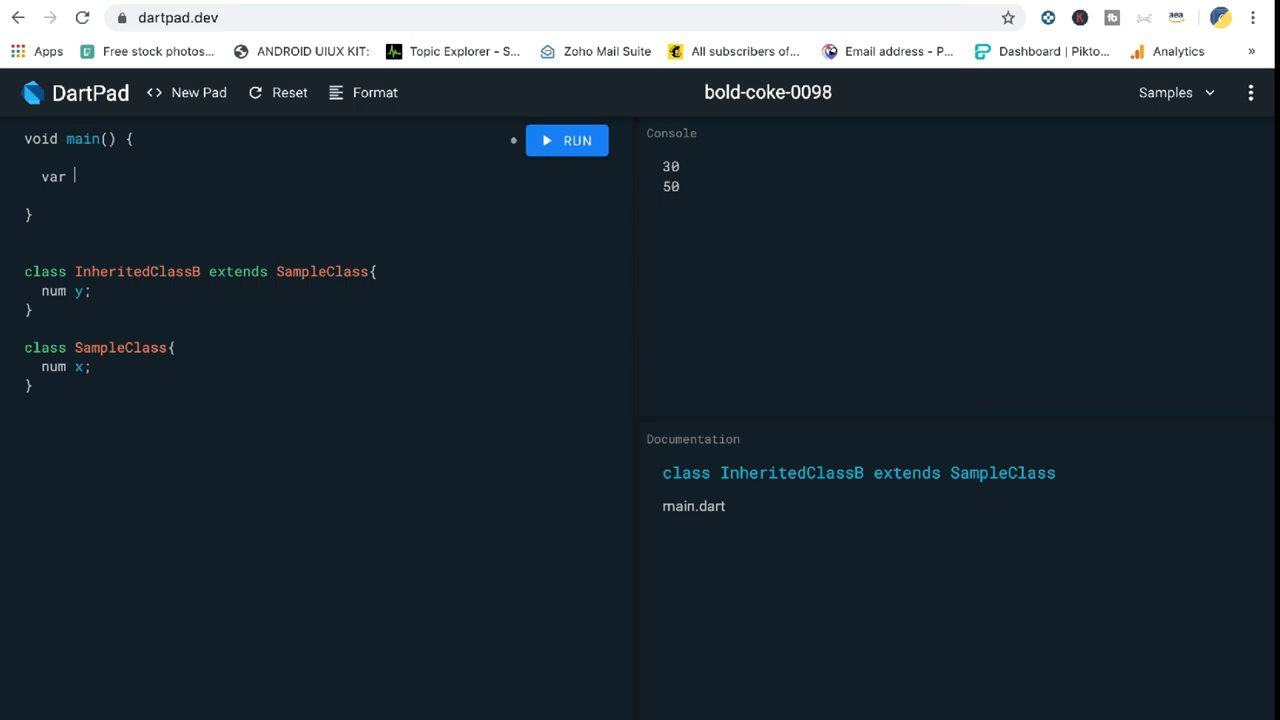 dartpad.dev
Apps Free stock photos... ANDROID UIUX KIT: Topic Explorer - S... Zoho Mail Suite All subscribers of... Email address - P... Dashboard | Pikto... Analytics »
DartPad <> New Pad Reset Format bold-coke-0098 Samples
void main() {
RUN
var
}
class InheritedClassB extends SampleClass{
num y;
}
class SampleClass{
num x;
}
Console
30
50
Documentation
class InheritedClassB extends SampleClass
main.dart